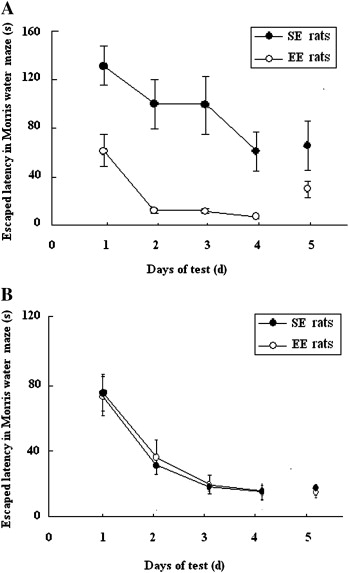 A
Escaped latency in Morris water maze (s)
160
120
80
40
0
SE rats
EE rats
0 1 2 3 4 5
Days of test (d)
B
Escaped latency in Morris water maze (s)
120
80
40
0
SE rats
EE rats
0 1 2 3 4 5
Days of test (d)